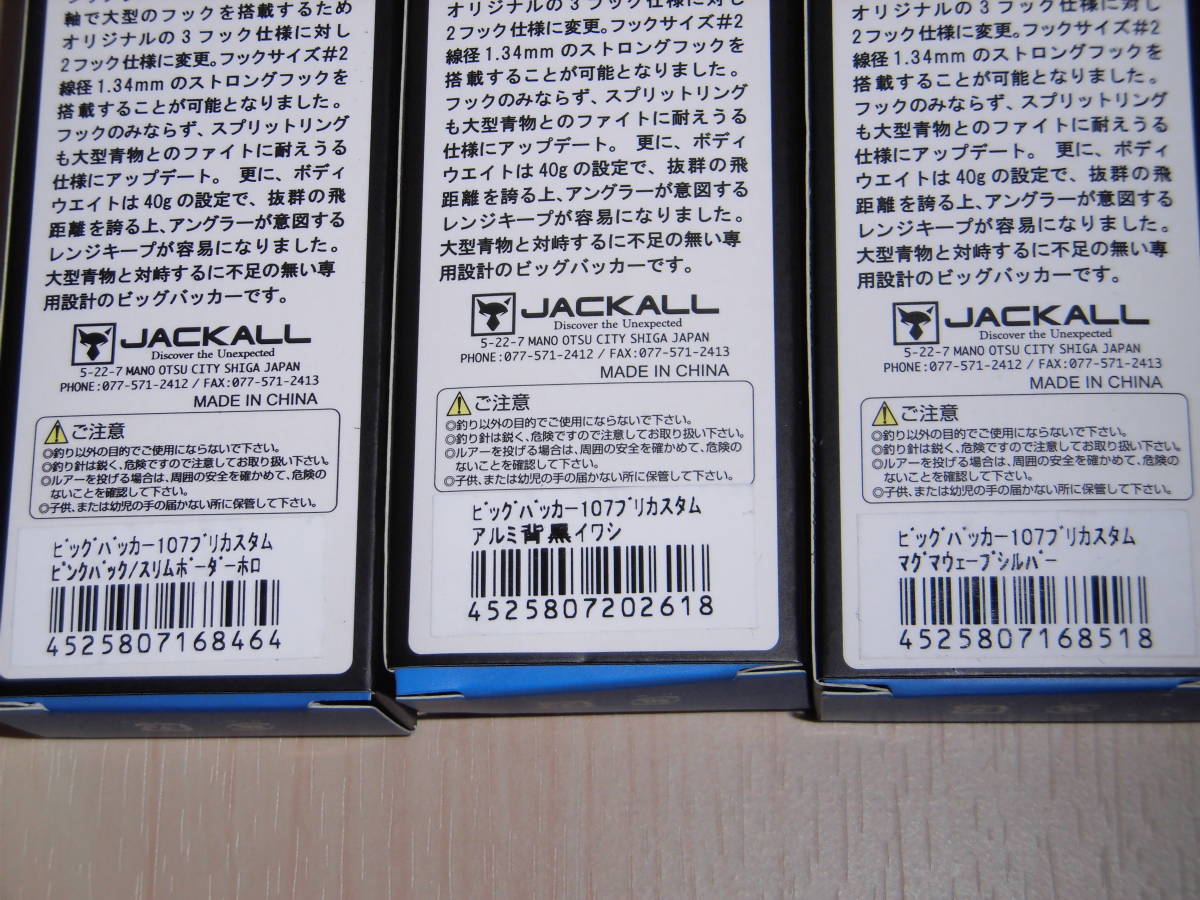 軸で大型のフックを搭載するため
オリジナルの3フック仕様に対し
2フック仕様に変更。フックサイズ#2
線径1.34mmのストロングフックを
搭載することが可能となりました。
フックのみならず、スプリットリング
も大型青物とのファイトに耐えうる
仕様にアップデート。 更に、ボディ
ウエイトは40gの設定で、抜群の飛
距離を誇る上、アングラーが意図する
レンジキープが容易になりました。
大型青物と対峙するに不足の無い専
用設計のビッグバッカーです。
JACKALL
Discover the Unexpected
5-22-7 MANO OTSU CITY SHIGA JAPAN
PHONE:077-571-2412 / FAX:077-571-2413
MADE IN CHINA
ご注意
◎釣り以外の目的でご使用にならないで下さい。
◎釣り針は鋭く、危険ですので注意してお取り扱い下さい。
◎ルアーを投げる場合は、周囲の安全を確かめて、危険の
ないことを確認して下さい。
◎子供、または幼児の手の届かない所に保管して下さい。
ﾋﾞｯｸﾞﾊﾞｯｶｰ107ﾌﾞﾘｶｽﾀﾑ
ﾋﾟﾝｸﾊﾞｯｸ/ｽﾘﾑﾎﾞｰﾀﾞｰﾎﾛ
4525807168464
オリジナルの3フック仕様に対し
2フック仕様に変更。フックサイズ#2
線径1.34mmのストロングフックを
搭載することが可能となりました。
フックのみならず、スプリットリング
も大型青物とのファイトに耐えうる
仕様にアップデート。 更に、ボディ
ウエイトは40gの設定で、抜群の飛
距離を誇る上、アングラーが意図する
レンジキープが容易になりました。
大型青物と対峙するに不足の無い専
用設計のビッグバッカーです。
JACKALL
Discover the Unexpected
5-22-7 MANO OTSU CITY SHIGA JAPAN
PHONE:077-571-2412 / FAX:077-571-2413
MADE IN CHINA
ご注意
◎釣り以外の目的でご使用にならないで下さい。
◎釣り針は鋭く、危険ですので注意してお取り扱い下さい。
◎ルアーを投げる場合は、周囲の安全を確かめて、危険の
ないことを確認して下さい。
◎子供、または幼児の手の届かない所に保管して下さい。
ﾋﾞｯｸﾞﾊﾞｯｶｰ107ﾌﾞﾘｶｽﾀﾑ
アルミ背黒イワシ
4525807202618
オリジナルの3フック仕様に対し
2フック仕様に変更。フックサイズ#2
線径1.34mmのストロングフックを
搭載することが可能となりました。
フックのみならず、スプリットリング
も大型青物とのファイトに耐えうる
仕様にアップデート。 更に、ボディ
ウエイトは40gの設定で、抜群の飛
距離を誇る上、アングラーが意図する
レンジキープが容易になりました。
大型青物と対峙するに不足の無い専
用設計のビッグバッカーです。
JACKALL
Discover the Unexpected
5-22-7 MANO OTSU CITY SHIGA JAPAN
PHONE:077-571-2412 / FAX:077-571-2413
MADE IN CHINA
ご注意
◎釣り以外の目的でご使用にならないで下さい。
◎釣り針は鋭く、危険ですので注意してお取り扱い下さい。
◎ルアーを投げる場合は、周囲の安全を確かめて、危険の
ないことを確認して下さい。
◎子供、または幼児の手の届かない所に保管して下さい。
ﾋﾞｯｸﾞﾊﾞｯｶｰ107ﾌﾞﾘｶｽﾀﾑ
ﾏｸﾞﾏｳｪｰﾌﾞｼﾙﾊﾞｰ
4525807168518